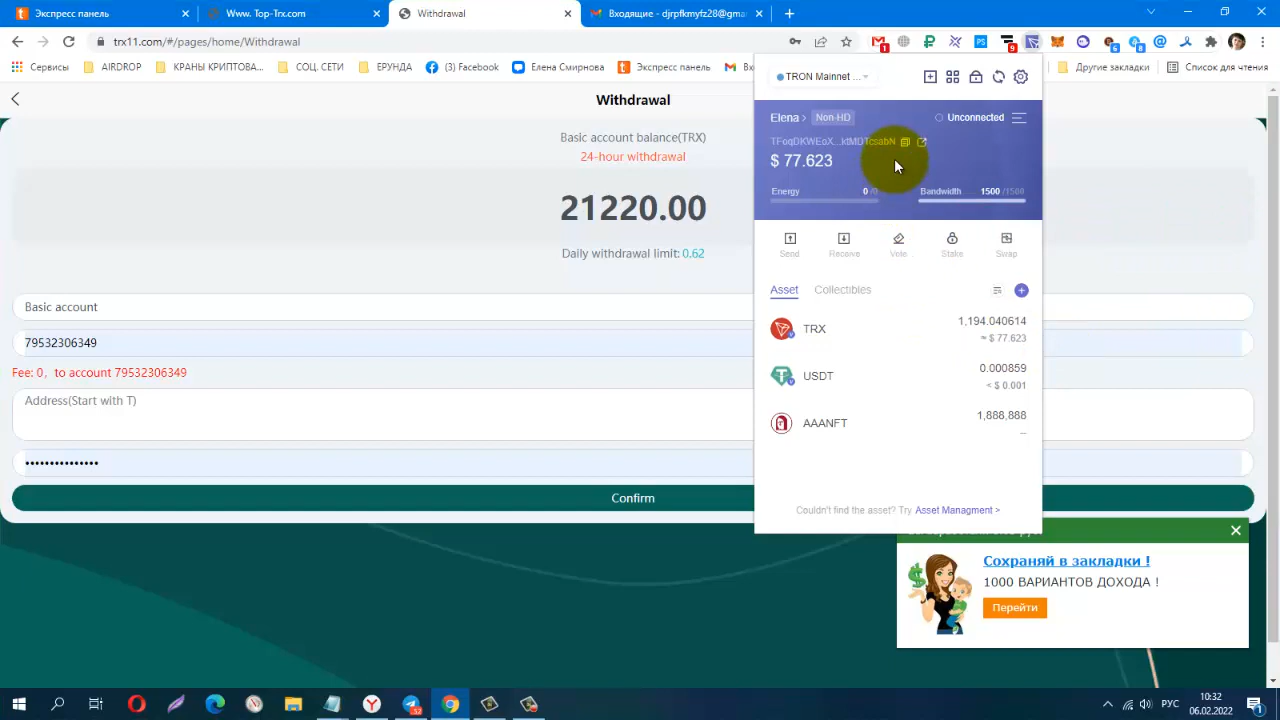 Экспресс панель
Www. Top-Trx.com
Withdrawal
Входящие - djrpfkmyfz28@gma
trx11.com/#/pages/home/Withdrawal
1
9
6
8
Сервисы
AIRDROP
КРАНЫ КРИПТОВА...
СОЦ. СЕТИ
ЕРУНДА
(3) Facebook
Елена Смирнова
Экспресс панель
Вх
Другие закладки
Список для чтения
Withdrawal
Basic account balance(TRX)
24-hour withdrawal
21220.00
Daily withdrawal limit: 0.62
Basic account
79532306349
Fee: 0, to account 79532306349
Address(Start with T)
Confirm
TRON Mainnet ...
Elena > Non-HD
Unconnected
$ 77.623
Energy 0
Bandwidth 1500 /1500
Send
Receive
Vote
Stake
Swap
Asset
Collectibles
TRX
1,194.040614
≈ $ 77.623
USDT
0.000859
< $ 0.001
AAANFT
1,888,888
--
Couldn't find the asset? Try Asset Managment >
Сохраняй в закладки !
1000 ВАРИАНТОВ ДОХОДА !
Перейти
РУС
10:32
06.02.2022